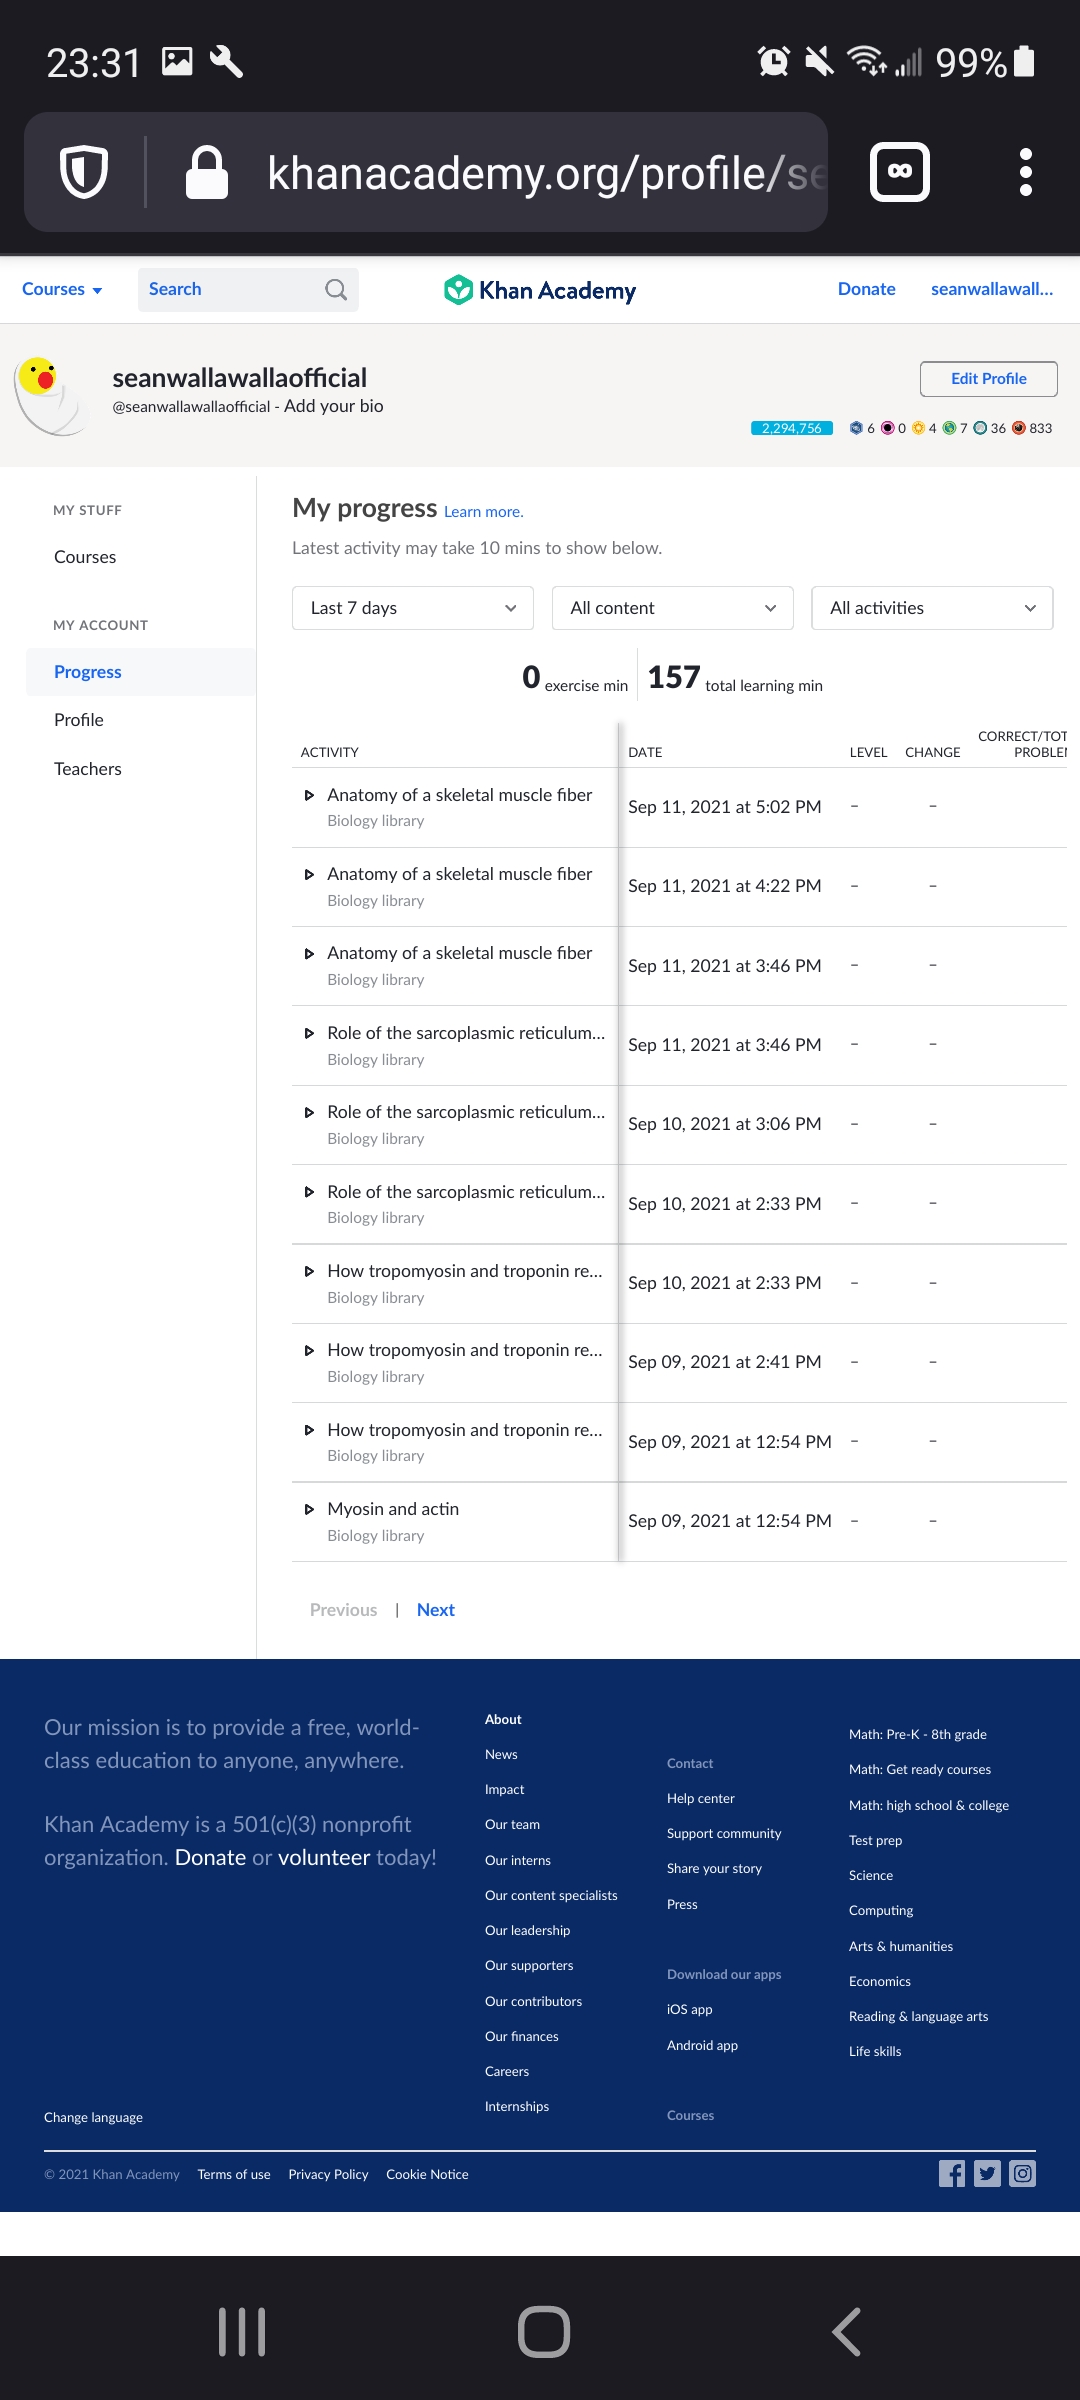 23:31
99%
khanacademy.org/profile/se
∞
Courses
Search
Khan Academy
Donate
seanwallawall...
seanwallawallaofficial
@seanwallawallaofficial - Add your bio
Edit Profile
2,294,756 6 0 4 7 36 833
MY STUFF
Courses
MY ACCOUNT
Progress
Profile
Teachers
My progress Learn more.
Latest activity may take 10 mins to show below.
Last 7 days
All content
All activities
0 exercise min
157 total learning min
ACTIVITY DATE LEVEL CHANGE CORRECT/TOT
PROBLE
Anatomy of a skeletal muscle fiber
Biology library
Sep 11, 2021 at 5:02 PM – –
Anatomy of a skeletal muscle fiber
Biology library
Sep 11, 2021 at 4:22 PM – –
Anatomy of a skeletal muscle fiber
Biology library
Sep 11, 2021 at 3:46 PM – –
Role of the sarcoplasmic reticulum...
Biology library
Sep 11, 2021 at 3:46 PM – –
Role of the sarcoplasmic reticulum...
Biology library
Sep 10, 2021 at 3:06 PM – –
Role of the sarcoplasmic reticulum...
Biology library
Sep 10, 2021 at 2:33 PM – –
How tropomyosin and troponin re...
Biology library
Sep 10, 2021 at 2:33 PM – –
How tropomyosin and troponin re...
Biology library
Sep 09, 2021 at 2:41 PM – –
How tropomyosin and troponin re...
Biology library
Sep 09, 2021 at 12:54 PM – –
Myosin and actin
Biology library
Sep 09, 2021 at 12:54 PM – –
Previous | Next
Our mission is to provide a free, world-
class education to anyone, anywhere.
Khan Academy is a 501(c)(3) nonprofit
organization. Donate or volunteer today!
About
News
Impact
Our team
Our interns
Our content specialists
Our leadership
Our supporters
Our contributors
Our finances
Careers
Internships
Contact
Help center
Support community
Share your story
Press
Download our apps
iOS app
Android app
Courses
Math: Pre-K - 8th grade
Math: Get ready courses
Math: high school & college
Test prep
Science
Computing
Arts & humanities
Economics
Reading & language arts
Life skills
Change language
© 2021 Khan Academy Terms of use Privacy Policy Cookie Notice